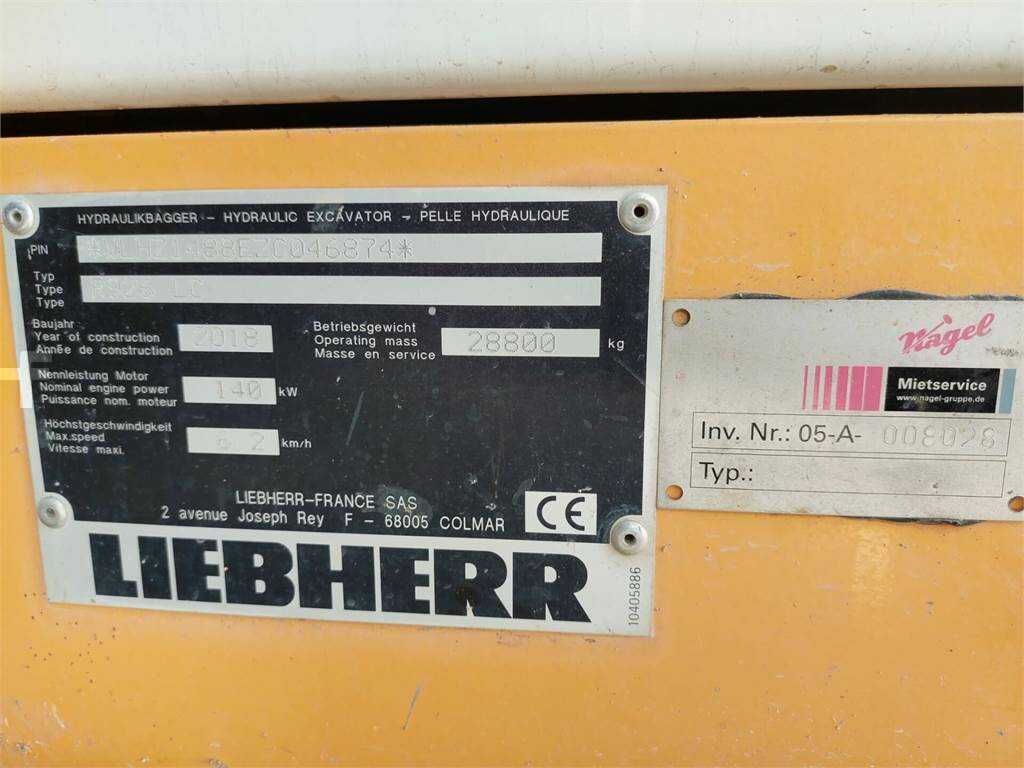 HYDRAULIKBAGGER - HYDRAULIC EXCAVATOR - PELLE HYDRAULIQUE
PIN
Typ
Type
Type
LC
Baujahr
Year of construction
Année de construction
2018
Betriebsgewicht
Operating mass
Masse en service
28800 kg
Nennleistung Motor
Nominal engine power
Puissance nom. moteur
140 kW
Höchstgeschwindigkeit
Max.speed
Vitesse maxi.
2 km/h
LIEBHERR-FRANCE SAS
2 avenue Joseph Rey F - 68005 COLMAR
CE
LIEBHERR
10405886
Nagel
Mietservice
www.nagel-gruppe.de
Inv. Nr.: 05-A- 008028
Typ.: